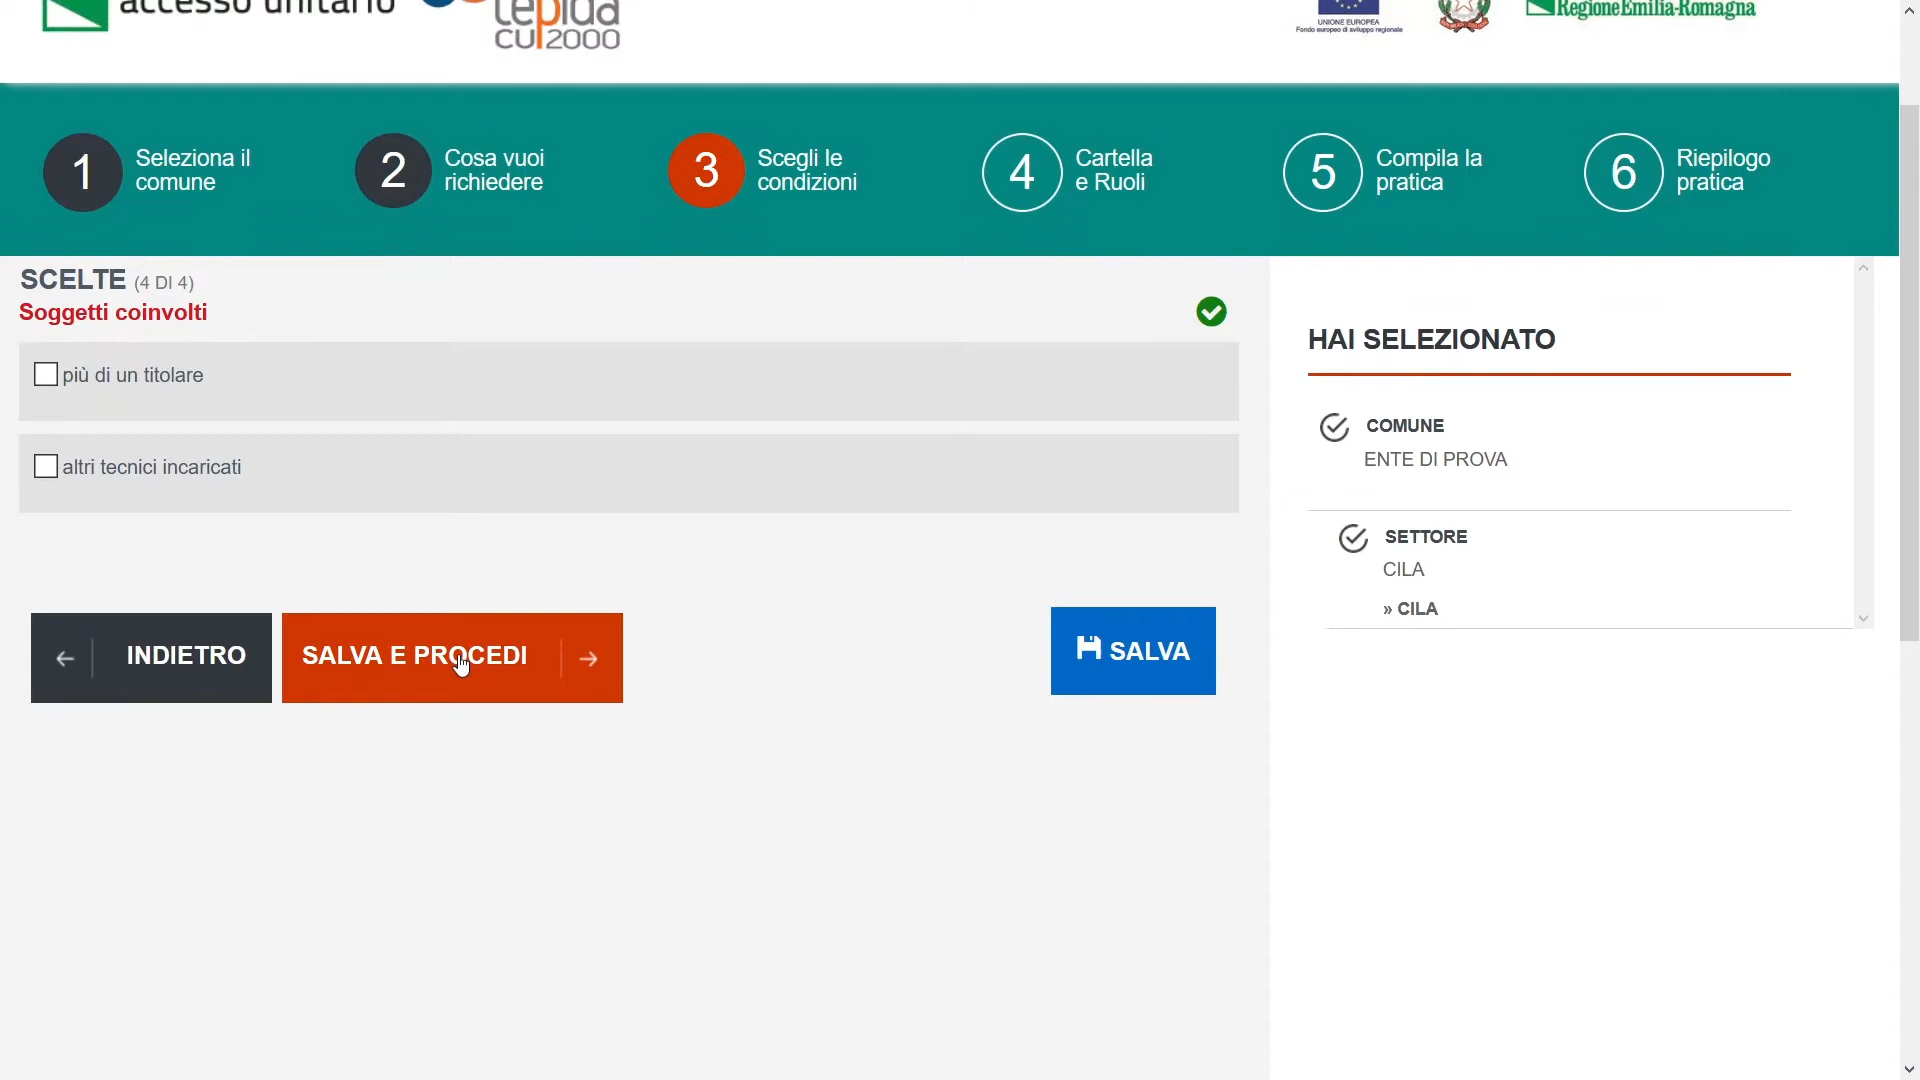 accesso unitario
lepida
cup2000
UNIONE EUROPEA
Fondo europeo di sviluppo regionale
RegioneEmilia-Romagna
1 Seleziona il
comune
2 Cosa vuoi
richiedere
3 Scegli le
condizioni
4 Cartella
e Ruoli
5 Compila la
pratica
6 Riepilogo
pratica
SCELTE (4 DI 4)
Soggetti coinvolti
più di un titolare
altri tecnici incaricati
INDIETRO
SALVA E PROCEDI
SALVA
HAI SELEZIONATO
COMUNE
ENTE DI PROVA
SETTORE
CILA
» CILA